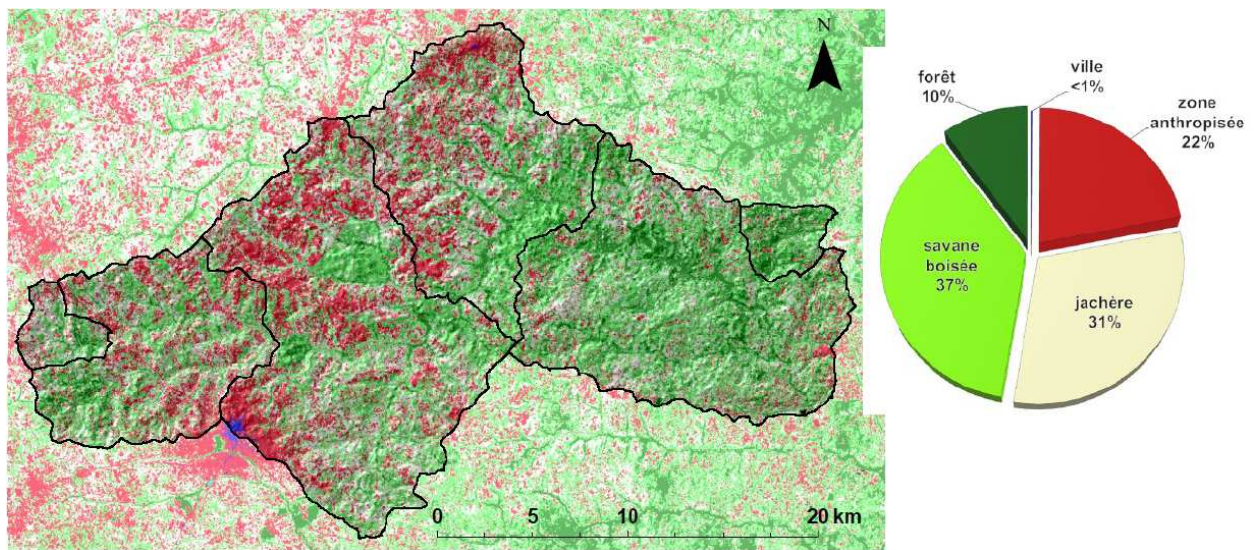 N
0
5
10
20 km
forêt
10%
ville
<1%
zone
anthropisée
22%
savane
boisée
37%
jachère
31%